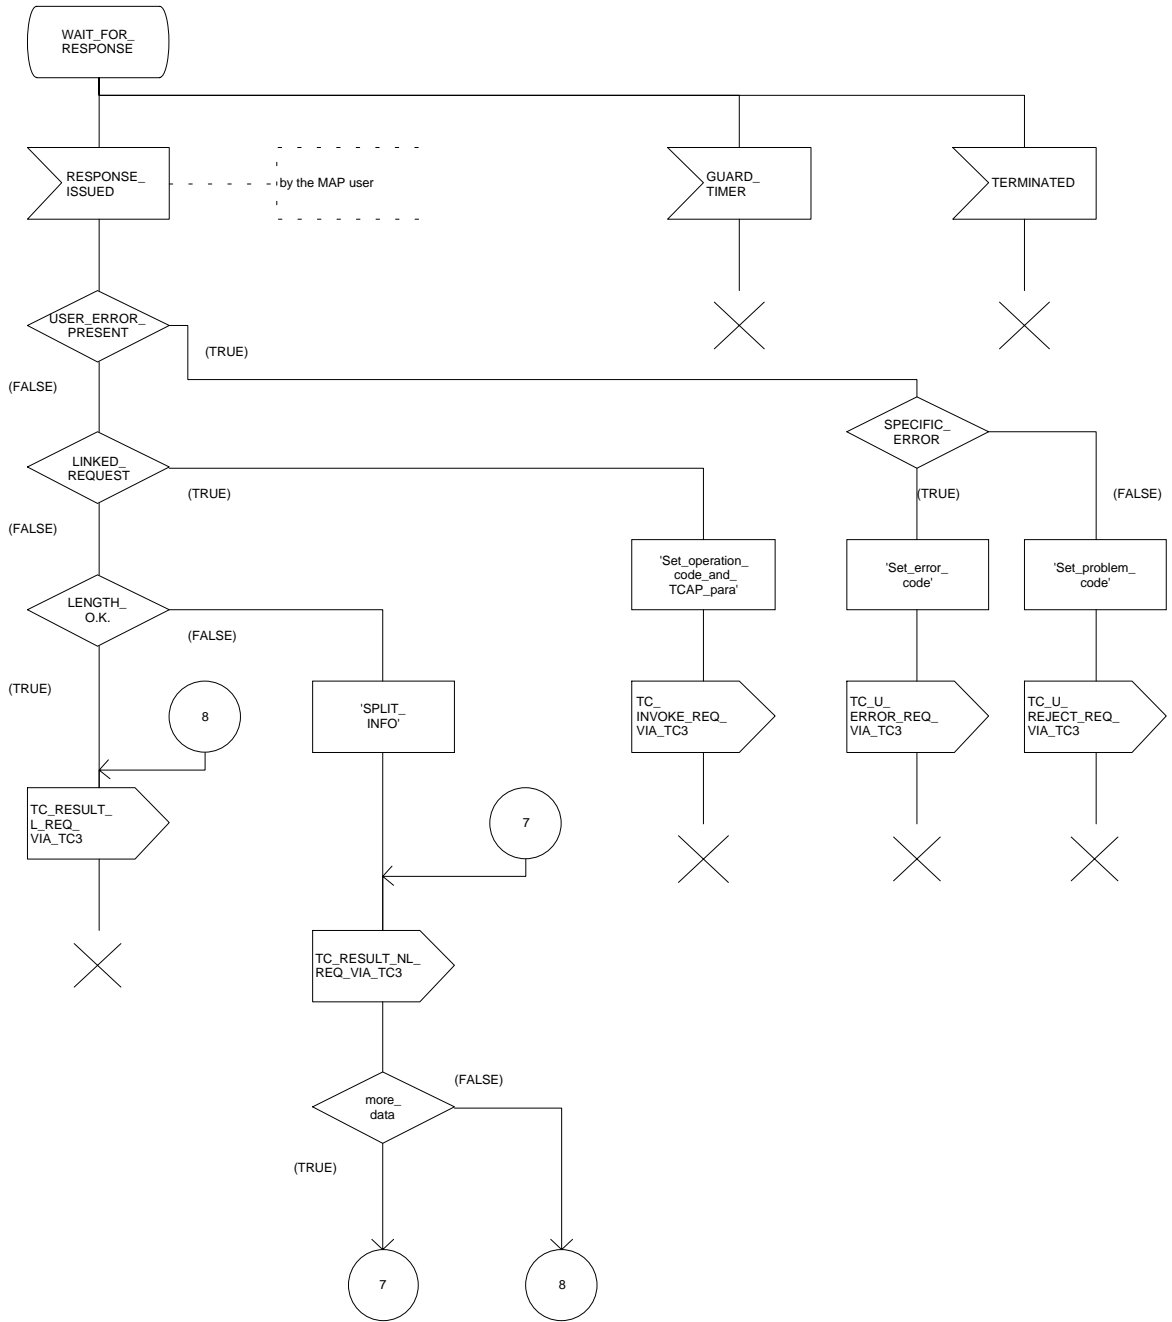 WAIT_FOR_
RESPONSE
RESPONSE_
ISSUED
by the MAP user
GUARD_
TIMER
TERMINATED
USER_ERROR_
PRESENT
(TRUE)
(FALSE)
SPECIFIC_
ERROR
LINKED_
REQUEST
(TRUE)
(TRUE)
(FALSE)
(FALSE)
'Set_operation_
code_and_
TCAP_para'
'Set_error_
code'
'Set_problem_
code'
LENGTH_
O.K.
(FALSE)
(TRUE)
8
'SPLIT_
INFO'
TC_
INVOKE_REQ_
VIA_TC3
TC_U_
ERROR_REQ_
VIA_TC3
TC_U_
REJECT_REQ_
VIA_TC3
TC_RESULT_
L_REQ_
VIA_TC3
7
TC_RESULT_NL_
REQ_VIA_TC3
(FALSE)
more_
data
(TRUE)
7
8